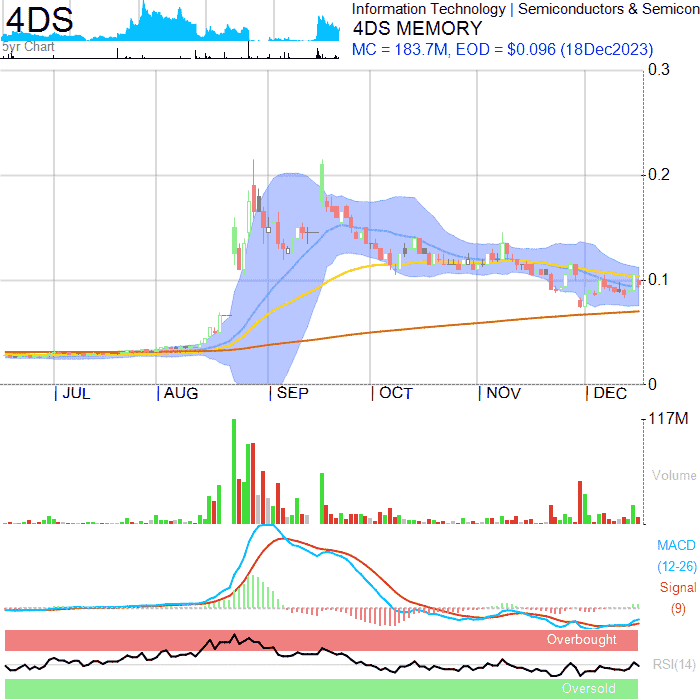 4DS
5yr Chart
Information Technology | Semiconductors & Semicon
4DS MEMORY
MC = 183.7M, EOD = $0.096 (18Dec2023)
0.3
0.2
0.1
0
| JUL | AUG | SEP | OCT | NOV | DEC
117M
Volume
MACD
(12-26)
Signal
(9)
Overbought
RSI(14)
Oversold